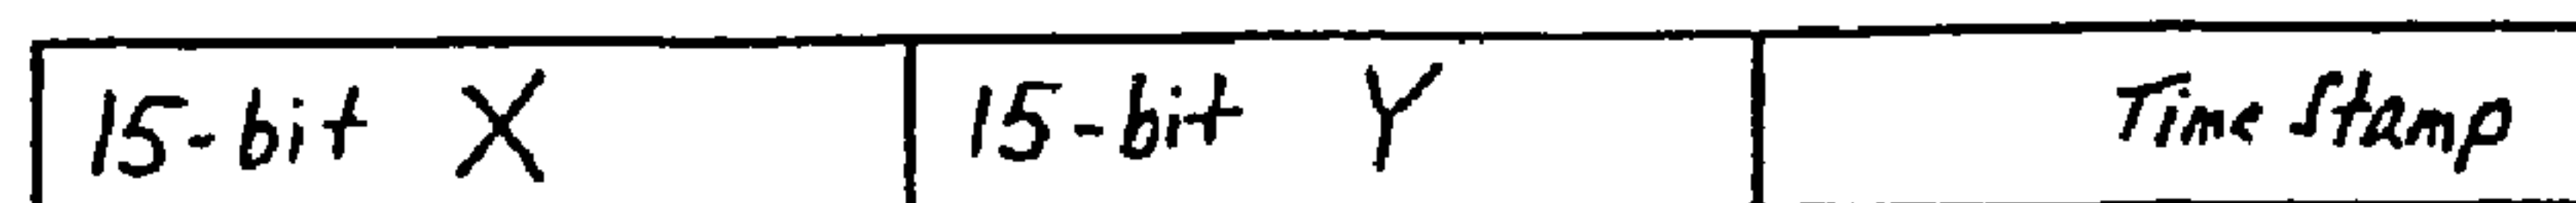 15-bit X 15-bit Y Time Stamp